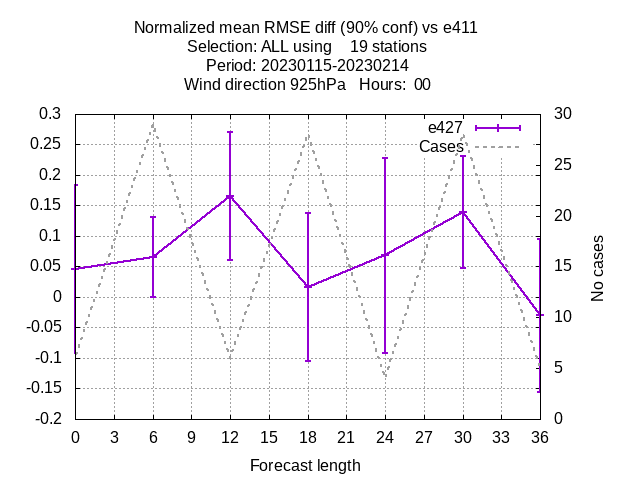 Normalized mean RMSE diff (90% conf) vs e411
Selection: ALL using    19 stations
Period: 20230115-20230214
Wind direction 925hPa   Hours:  00
e427
Cases
0.3
0.25
0.2
0.15
0.1
0.05
0
-0.05
-0.1
-0.15
-0.2
30
25
20
15
10
5
0
No cases
0 3 6 9 12 15 18 21 24 27 30 33 36
Forecast length